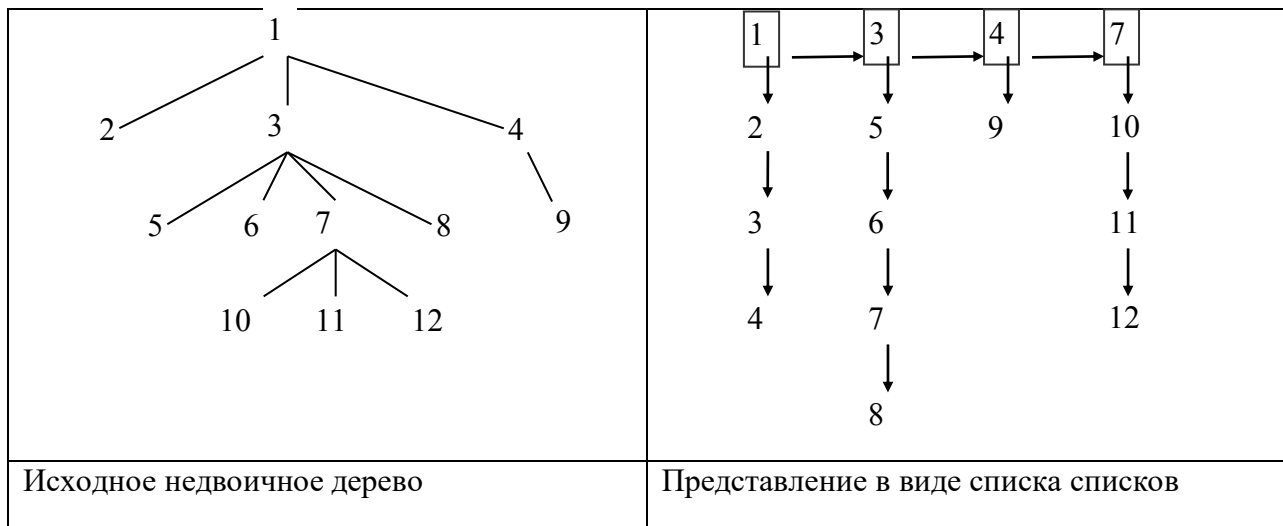 1
2 3 4
5 6 7 8 9
10 11 12
1 3 4 7
2 5 9 10
3 6 11
4 7 12
8
Исходное недвоичное дерево
Представление в виде списка списков